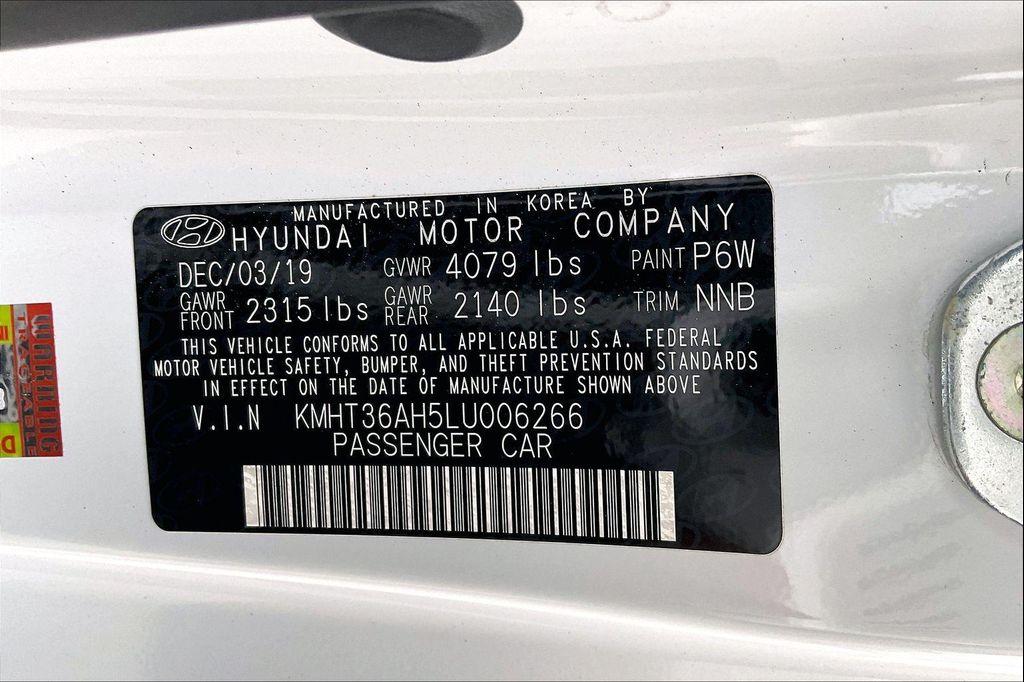 MANUFACTURED IN KOREA BY
HYUNDAI MOTOR COMPANY
DEC/03/19 GVWR 4079 lbs PAINT P6W
GAWR FRONT 2315 lbs GAWR REAR 2140 lbs TRIM NNB
THIS VEHICLE CONFORMS TO ALL APPLICABLE U.S.A. FEDERAL
MOTOR VEHICLE SAFETY, BUMPER, AND THEFT PREVENTION STANDARDS
IN EFFECT ON THE DATE OF MANUFACTURE SHOWN ABOVE
V.I.N KMHT36AH5LU006266
PASSENGER CAR
WARNING
TRACEABLE